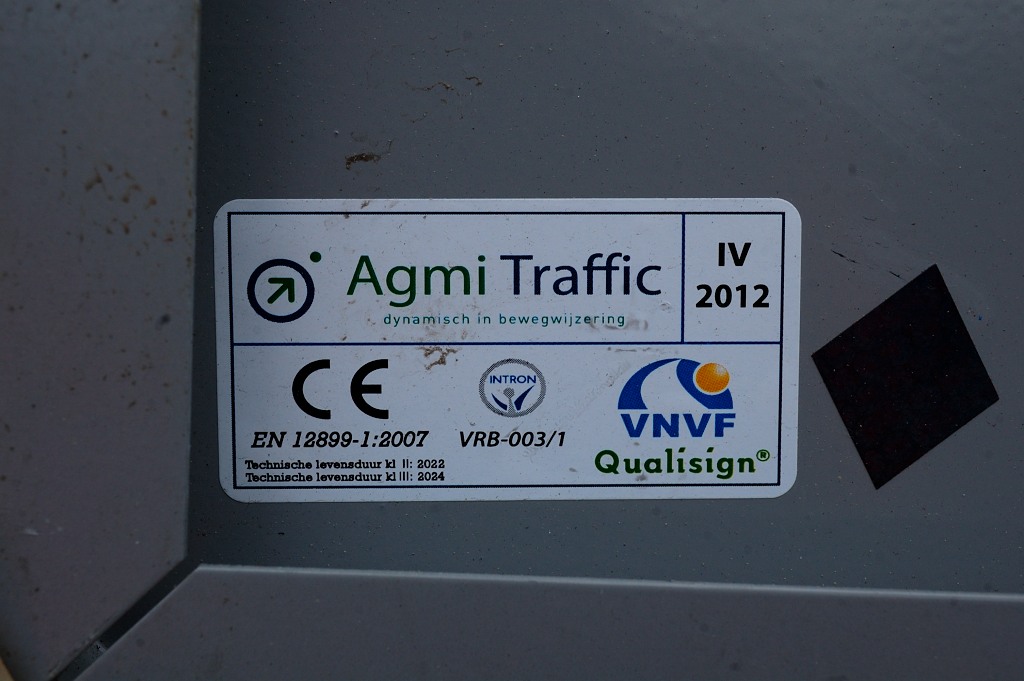 Agmi Traffic
dynamisch in bewegwijzering
IV
2012
CE
INTRON
VNVF
EN 12899-1:2007
VRB-003/1
Qualisign®
Technische levensduur kl II: 2022
Technische levensduur kl III: 2024